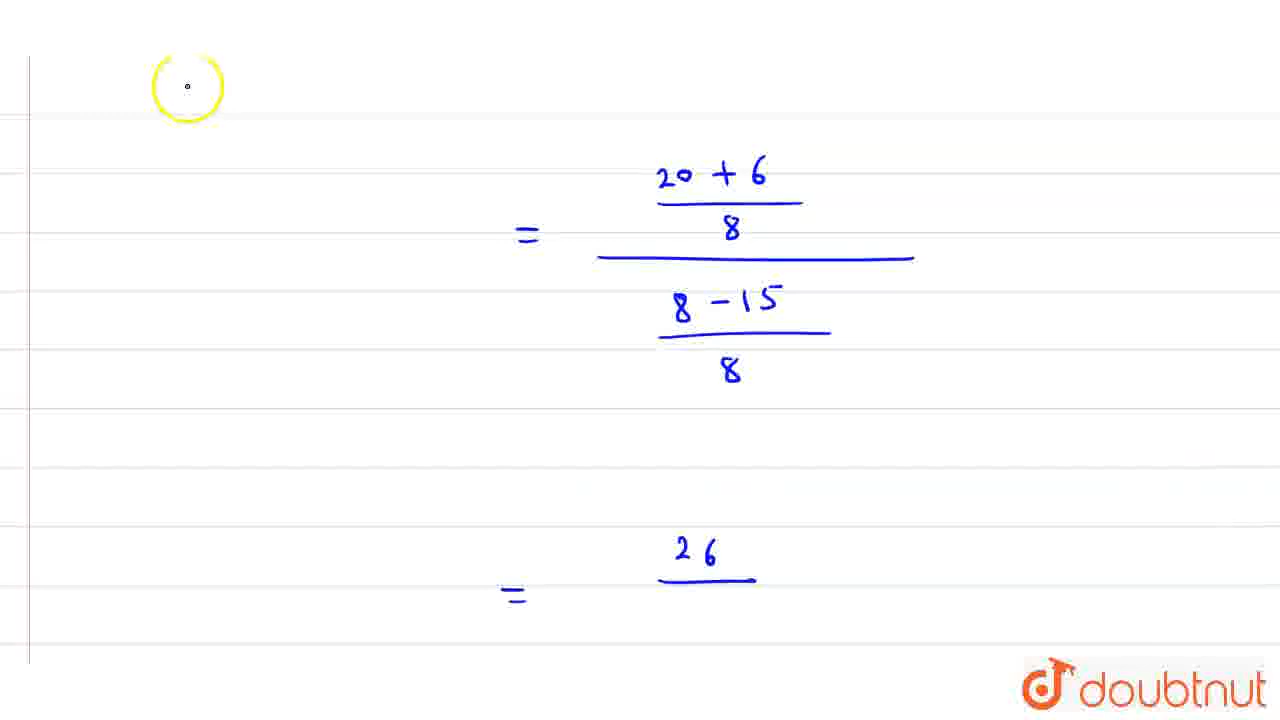 20 + 6
8
=
8 - 15
8
26
=
doubtnut